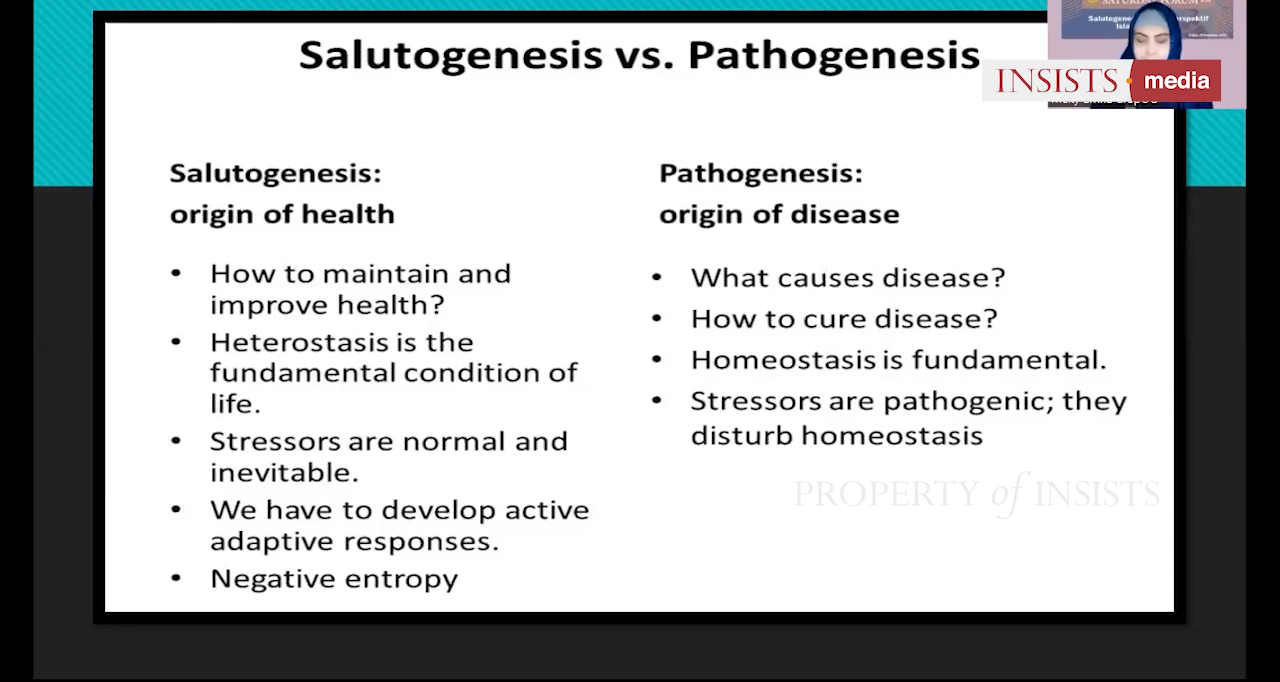 SATURDAY FORUM
INSISTS media
Salutogenesis vs. Pathogenesis
Salutogenesis:
origin of health
• How to maintain and
improve health?
• Heterostasis is the
fundamental condition of
life.
• Stressors are normal and
inevitable.
• We have to develop active
adaptive responses.
• Negative entropy
Pathogenesis:
origin of disease
• What causes disease?
• How to cure disease?
• Homeostasis is fundamental.
• Stressors are pathogenic; they
disturb homeostasis
PROPERTY of INSISTS